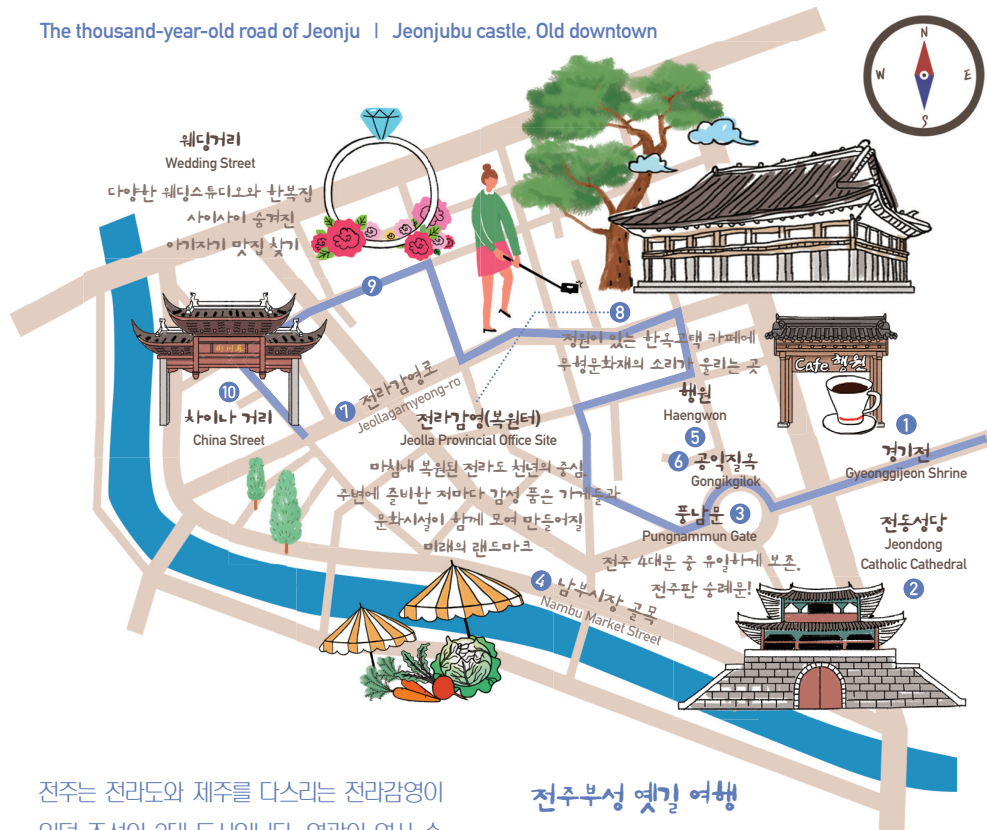 The thousand-year-old road of Jeonju | Jeonjubu castle, Old downtown
N
W
E
S
웨딩거리
Wedding Street
다양한 웨딩스튜디오와 한복집
사이사이 숨겨진
아기자기 맛집 찾기
9
8
정원이 있는 한옥고택 카페에
무형문화재의 소리가 울리는 곳
행원
Haengwon
5
Cafe 행원
10
차이나 거리
China Street
7 전라감영로
Jeollagamyeong-ro
전라감영(복원터)
Jeolla Provincial Office Site
마침내 복원된 전라도 천년의 중심.
주변에 즐비한 저마다 감성 품은 가게들과
문화시설이 함께 모여 만들어질
미래의 랜드마크
6 공익질옥
Gongikgilok
1
경기전
Gyeonggijeon Shrine
풍남문 3
Pungnammun Gate
전주 4대문 중 유일하게 보존.
전주판 숭례문!
전동성당
Jeondong
Catholic Cathedral
2
4 남부시장 골목
Nambu Market Street
전주부성 옛길 여행
전주는 전라도와 제주를 다스리는 전라감영이